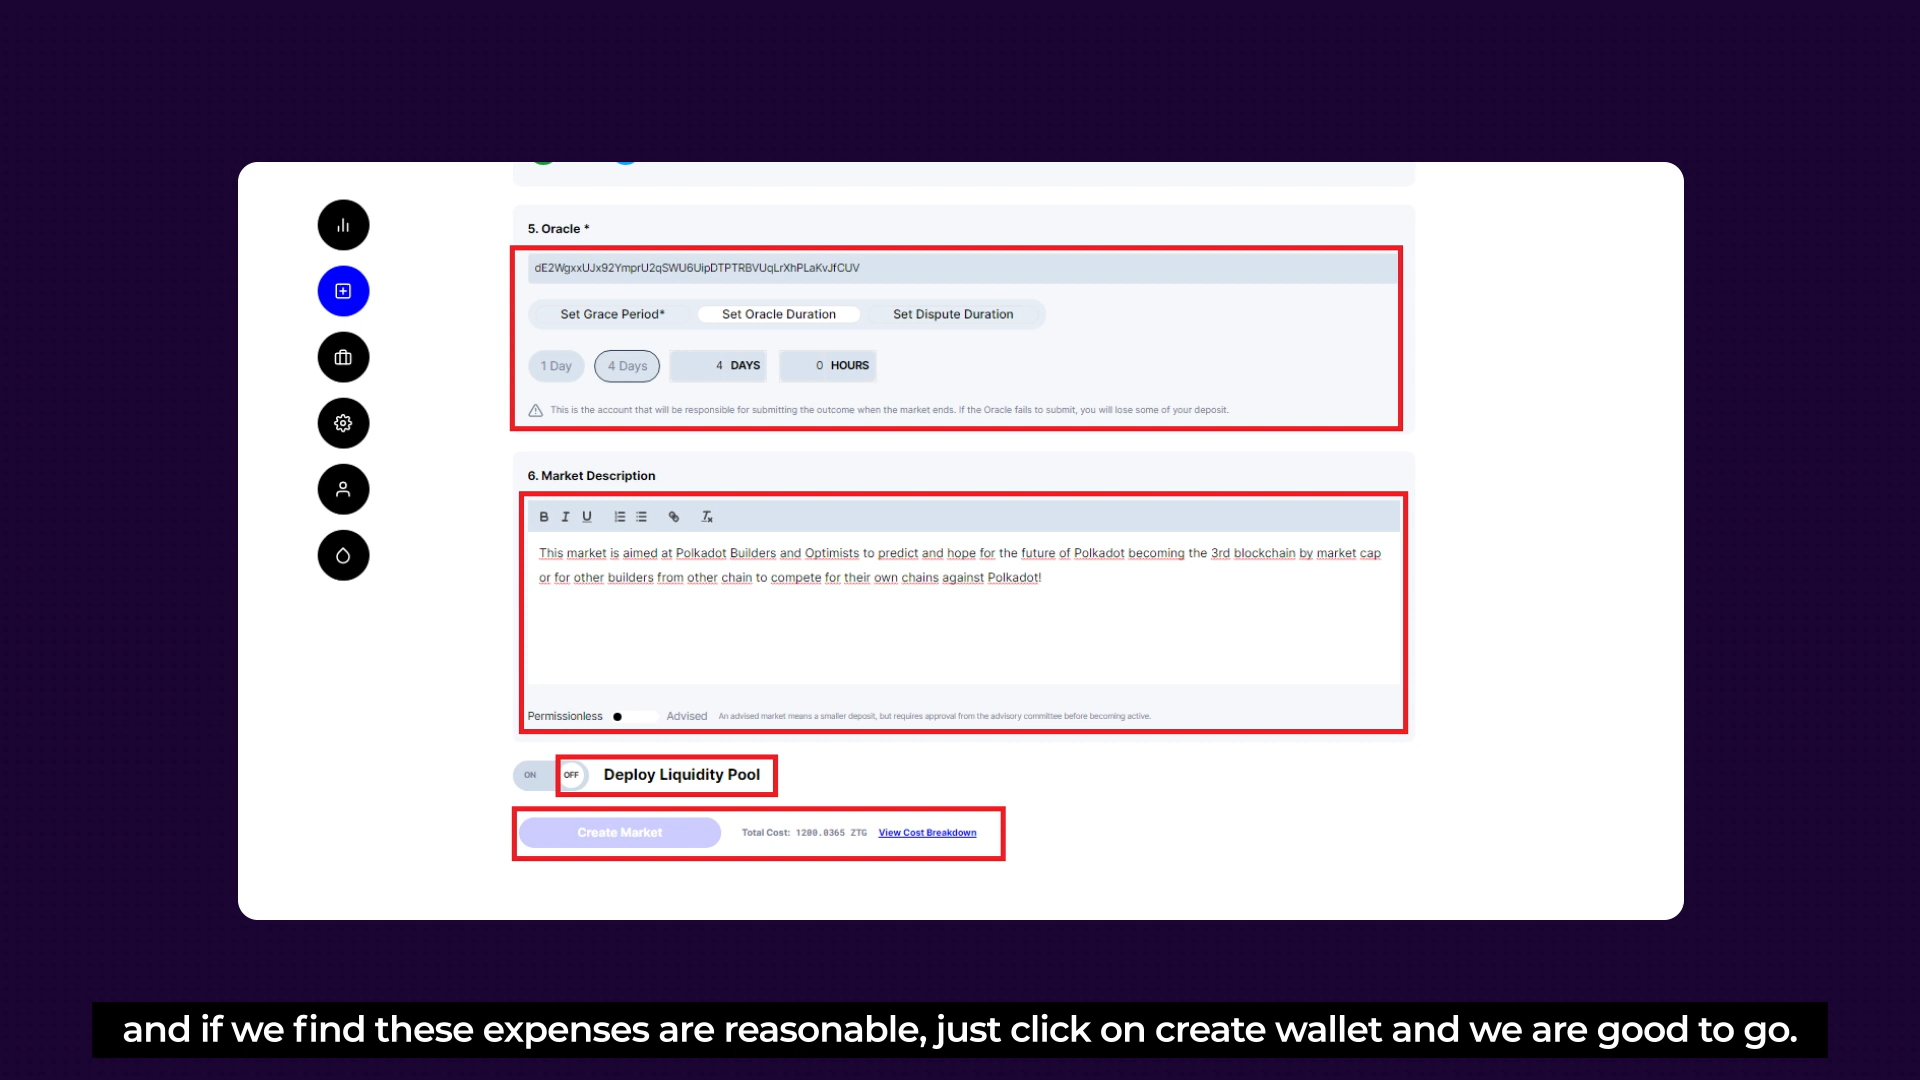 5. Oracle *
dE2WgxxUJx92YmprU2qSWU6UipDTPTRBVUqLrXhPLaKvJfCUV
Set Grace Period* Set Oracle Duration Set Dispute Duration
1 Day 4 Days 4 DAYS 0 HOURS
This is the account that will be responsible for submitting the outcome when the market ends. If the Oracle fails to submit, you will lose some of your deposit.
6. Market Description
B I U
This market is aimed at Polkadot Builders and Optimists to predict and hope for the future of Polkadot becoming the 3rd blockchain by market cap
or for other builders from other chain to compete for their own chains against Polkadot!
Permissionless Advised An advised market means a smaller deposit, but requires approval from the advisory committee before becoming active.
ON OFF Deploy Liquidity Pool
Create Market Total Cost: 1200.0365 ZTG View Cost Breakdown
and if we find these expenses are reasonable, just click on create wallet and we are good to go.